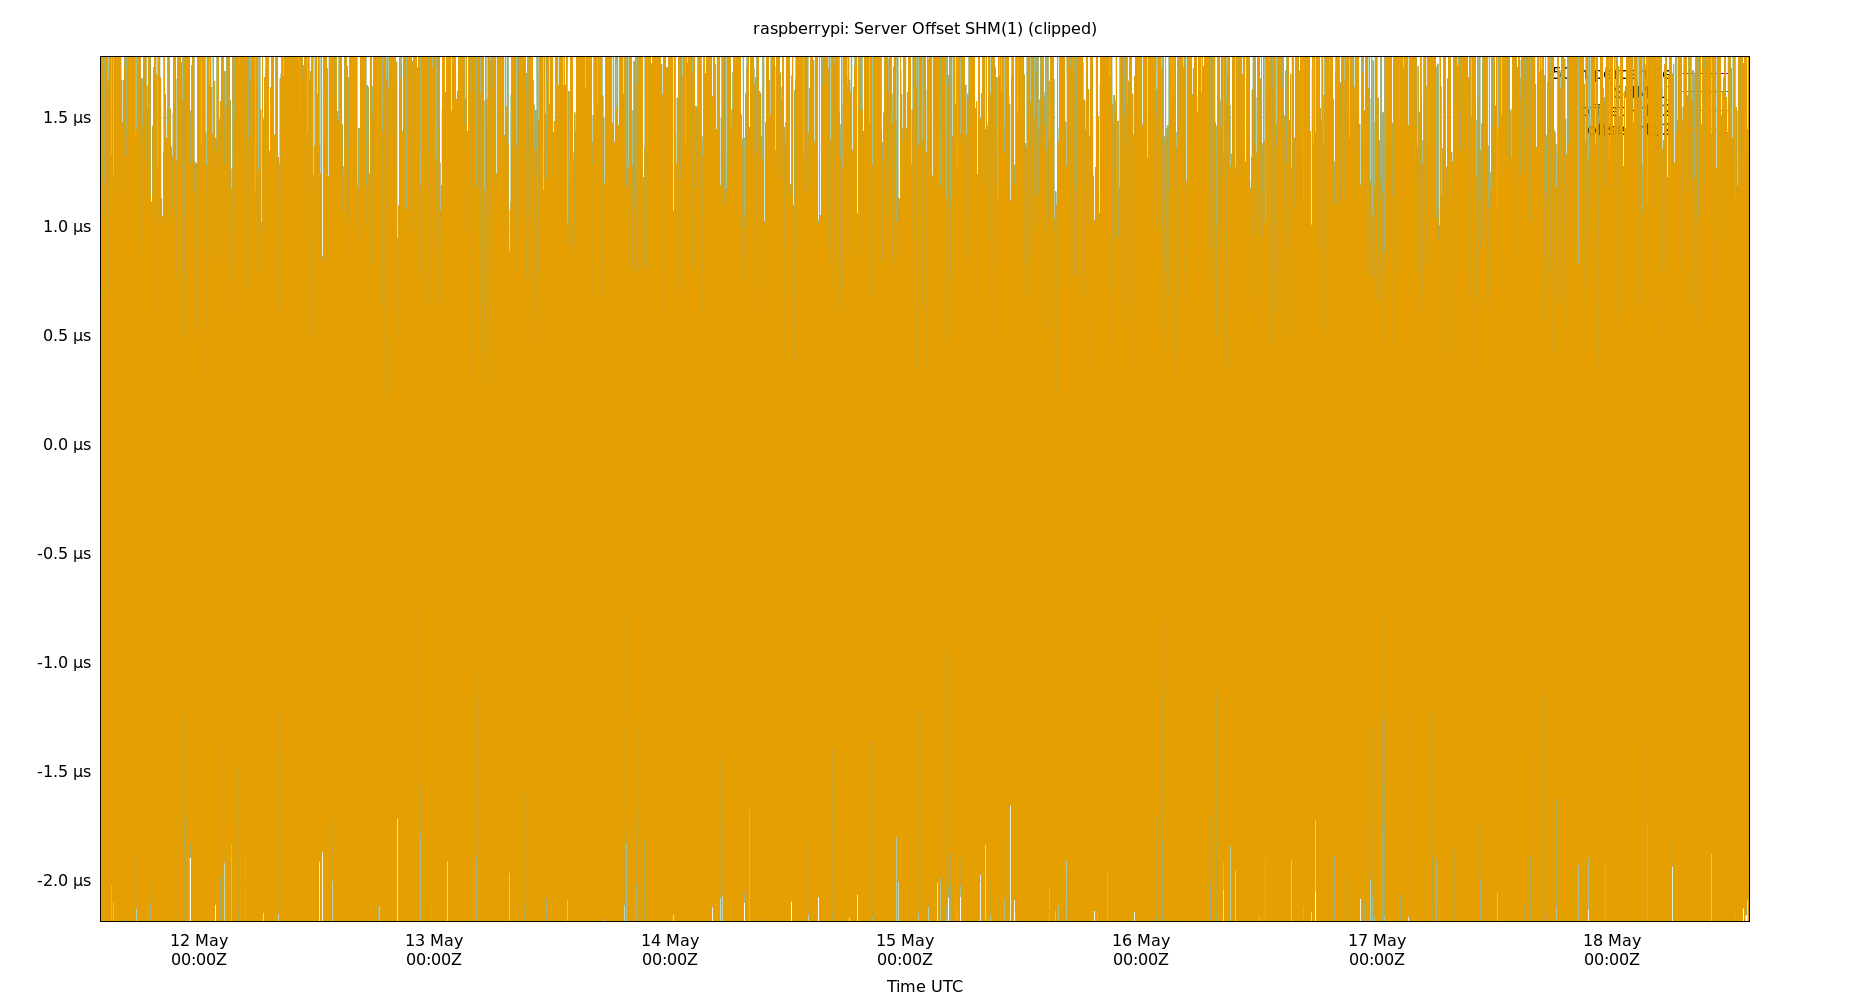 raspberrypi: Server Offset SHM(1) (clipped)
1.5 µs
1.0 µs
0.5 µs
0.0 µs
-0.5 µs
-1.0 µs
-1.5 µs
-2.0 µs
12 May
00:00Z
13 May
00:00Z
14 May
00:00Z
15 May
00:00Z
16 May
00:00Z
17 May
00:00Z
18 May
00:00Z
Time UTC